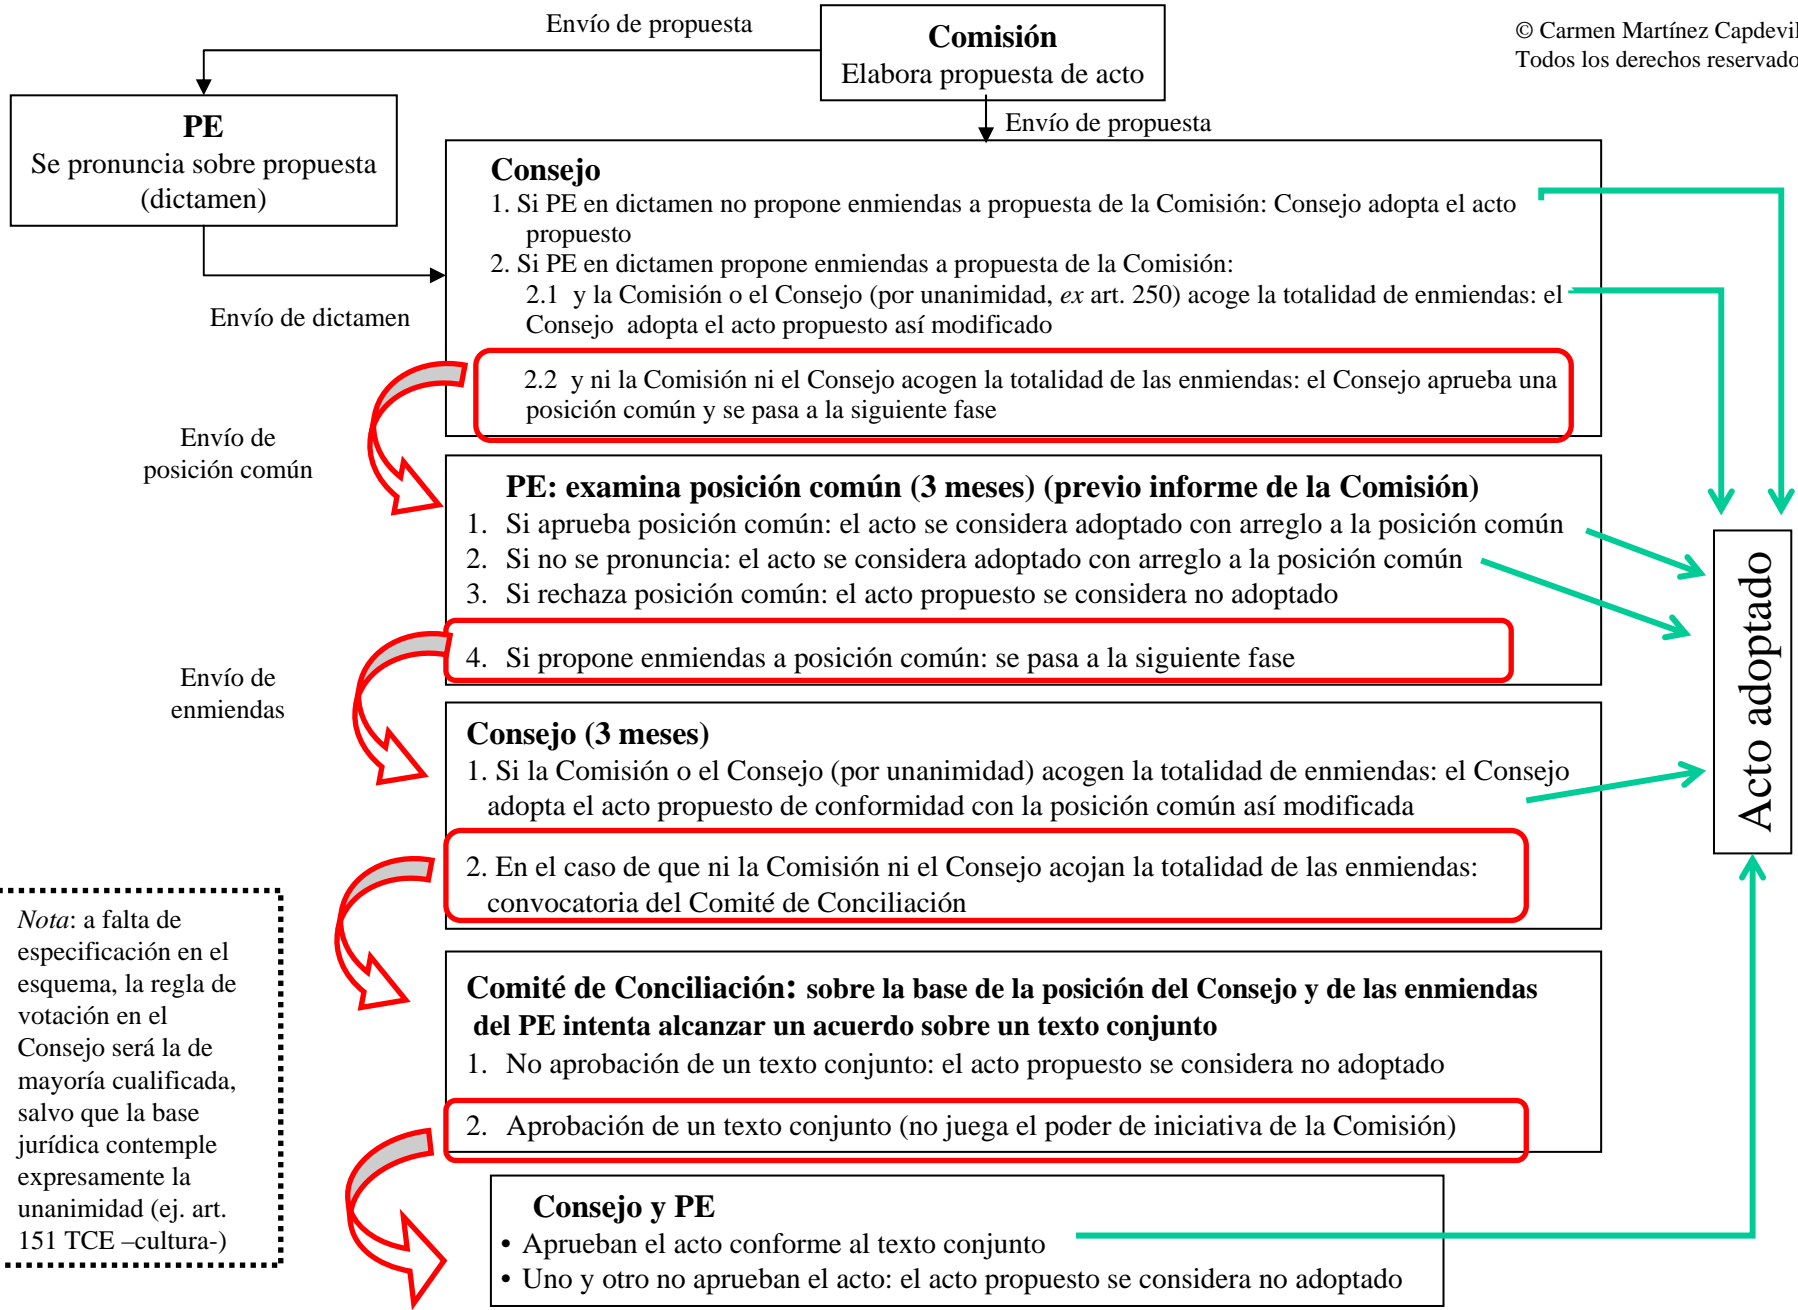 Envío de propuesta
Comisión
Elabora propuesta de acto
© Carmen Martínez Capdevil
Todos los derechos reservado
PE
Se pronuncia sobre propuesta
(dictamen)
Envío de propuesta
Envío de dictamen
Consejo
1. Si PE en dictamen no propone enmiendas a propuesta de la Comisión: Consejo adopta el acto
propuesto
2. Si PE en dictamen propone enmiendas a propuesta de la Comisión:
2.1 y la Comisión o el Consejo (por unanimidad, ex art. 250) acoge la totalidad de enmiendas: el
Consejo adopta el acto propuesto así modificado
2.2 y ni la Comisión ni el Consejo acogen la totalidad de las enmiendas: el Consejo aprueba una
posición común y se pasa a la siguiente fase
Envío de
posición común
PE: examina posición común (3 meses) (previo informe de la Comisión)
1. Si aprueba posición común: el acto se considera adoptado con arreglo a la posición común
2. Si no se pronuncia: el acto se considera adoptado con arreglo a la posición común
3. Si rechaza posición común: el acto propuesto se considera no adoptado
4. Si propone enmiendas a posición común: se pasa a la siguiente fase
Envío de
enmiendas
Consejo (3 meses)
1. Si la Comisión o el Consejo (por unanimidad) acogen la totalidad de enmiendas: el Consejo
adopta el acto propuesto de conformidad con la posición común así modificada
2. En el caso de que ni la Comisión ni el Consejo acojan la totalidad de las enmiendas:
convocatoria del Comité de Conciliación
Comité de Conciliación: sobre la base de la posición del Consejo y de las enmiendas
del PE intenta alcanzar un acuerdo sobre un texto conjunto
1. No aprobación de un texto conjunto: el acto propuesto se considera no adoptado
2. Aprobación de un texto conjunto (no juega el poder de iniciativa de la Comisión)
Consejo y PE
• Aprueban el acto conforme al texto conjunto
• Uno y otro no aprueban el acto: el acto propuesto se considera no adoptado
Acto adoptado
Nota: a falta de
especificación en el
esquema, la regla de
votación en el
Consejo será la de
mayoría cualificada,
salvo que la base
jurídica contemple
expresamente la
unanimidad (ej. art.
151 TCE –cultura-)